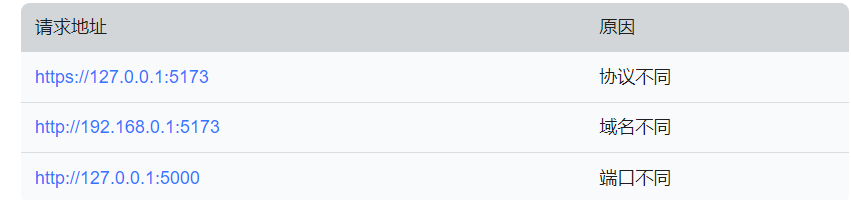 请求地址 原因
https://127.0.0.1:5173 协议不同
http://192.168.0.1:5173 域名不同
http://127.0.0.1:5000 端口不同